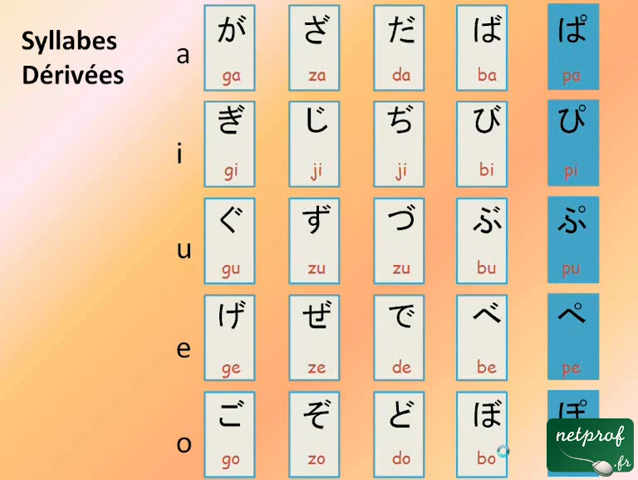 Syllabes
Dérivées
a
が ざ だ ば ぱ
ga za da ba pa
i
ぎ じ ぢ び ぴ
gi ji ji bi pi
u
ぐ ず づ ぶ ぷ
gu zu zu bu pu
e
げ ぜ で べ ぺ
ge ze de be pe
o
ご ぞ ど ぼ ぽ
go zo do bo
netprof
.fr